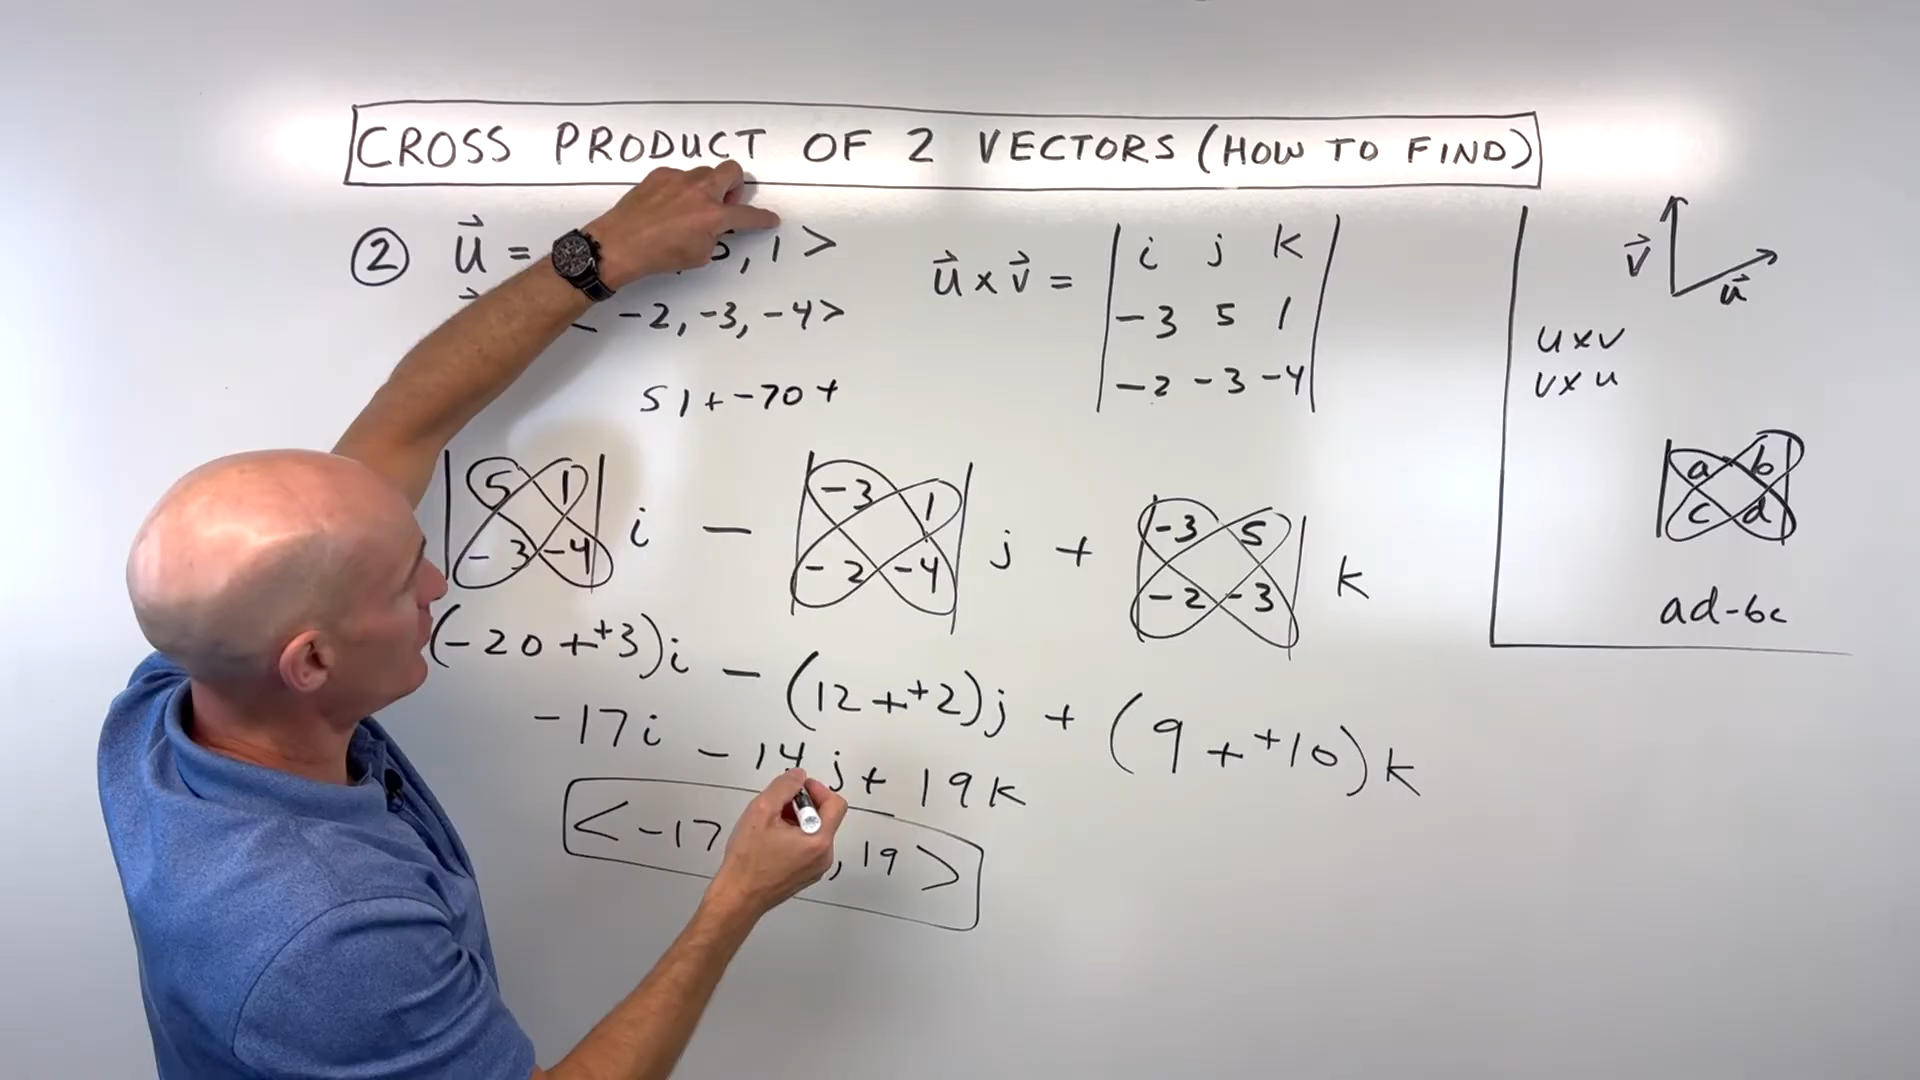 CROSS PRODUCT OF 2 VECTORS (HOW TO FIND)
② u⃗ = , 1 >
-2, -3, -4>
51 + -70 +
u⃗ x v⃗ =
| i j k |
| -3 5 1 |
| -2 -3 -4 |
| 5 1 | i - | -3 1 | j + | -3 5 | k
| -3 -4 | | -2 -4 | | -2 -3 |
(-20 + +3)i - (12 + +2)j + (9 + +10)k
-17i - 14j + 19k
< -17 , 19 >
v⃗
u⃗
u x v
v x u
| a b |
| c d |
ad - bc